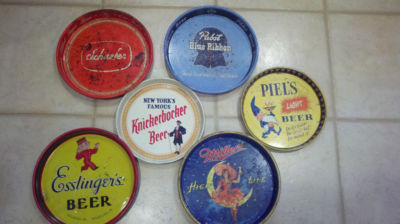 Schaefer
Pabst
Blue Ribbon
NEW YORK'S
FAMOUS
Knickerbocker
Beer
PIEL'S
LIGHT
BEER
Esslinger's
BEER
Miller
HIGH LIFE